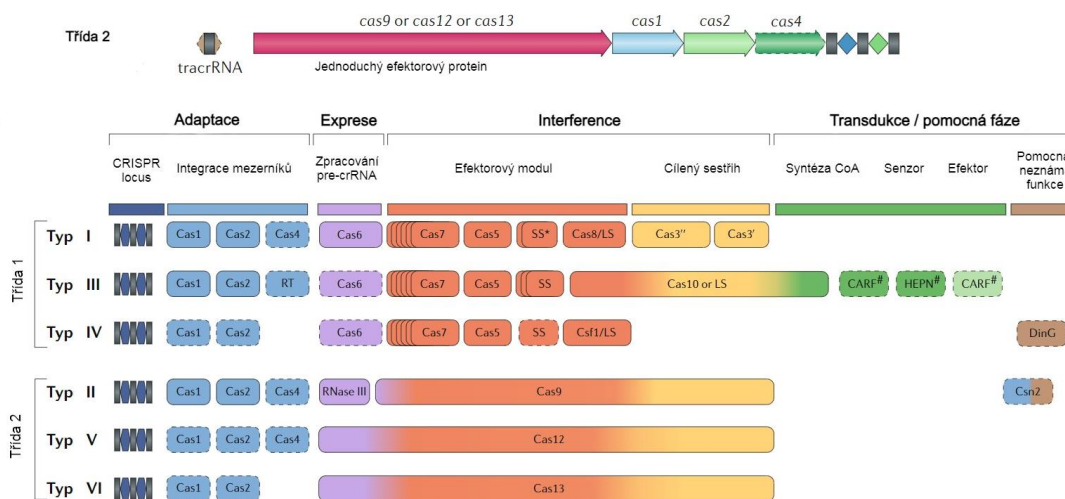 cas9 or cas12 or cas13 cas1 cas2 cas4
Třída 2
tracrRNA
Jednoduchý efektorový protein
Adaptace Exprese Interference Transdukce / pomocná fáze
CRISPR locus Integrace mezerníků Zpracování pre-crRNA Efektorový modul Cílený sestřih Syntéza CoA Senzor Efektor Pomocná neznám funkce
Třída 1
Typ I Cas1 Cas2 Cas4 Cas6 Cas7 Cas5 SS* Cas8/LS Cas3′′ Cas3′
Typ III Cas1 Cas2 RT Cas6 Cas7 Cas5 SS Cas10 or LS CARF# HEPN# CARF#
Typ IV Cas1 Cas2 Cas6 Cas7 Cas5 SS Csf1/LS DinG
Třída 2
Typ II Cas1 Cas2 Cas4 RNase III Cas9 Csn2
Typ V Cas1 Cas2 Cas4 Cas12
Typ VI Cas1 Cas2 Cas13